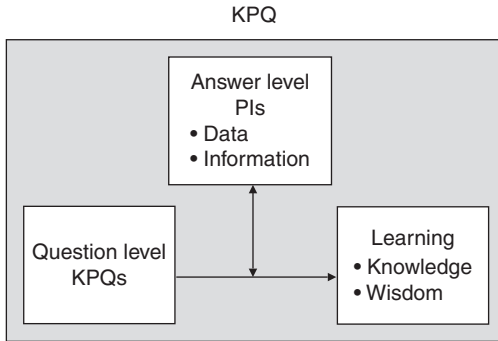 KPQ
Answer level
PIs
• Data
• Information
Question level
KPQs
Learning
• Knowledge
• Wisdom